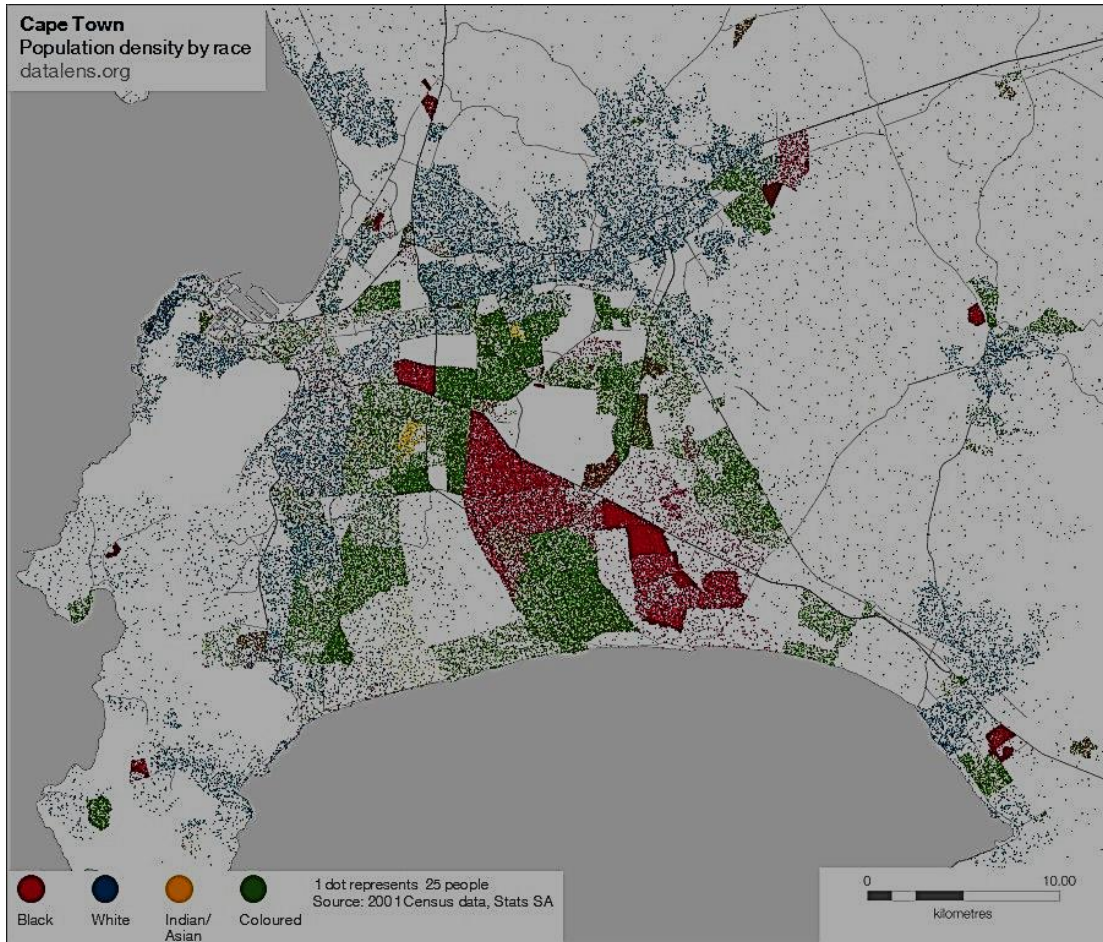 Cape Town
Population density by race
datalens.org
Black
White
Indian/
Asian
Coloured
1 dot represents 25 people
Source: 2001 Census data, Stats SA
0
10.00
kilometres